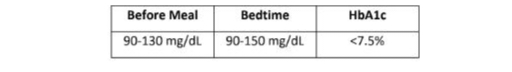 Before Meal Bedtime HbA1c
90-130 mg/dL 90-150 mg/dL <7.5%